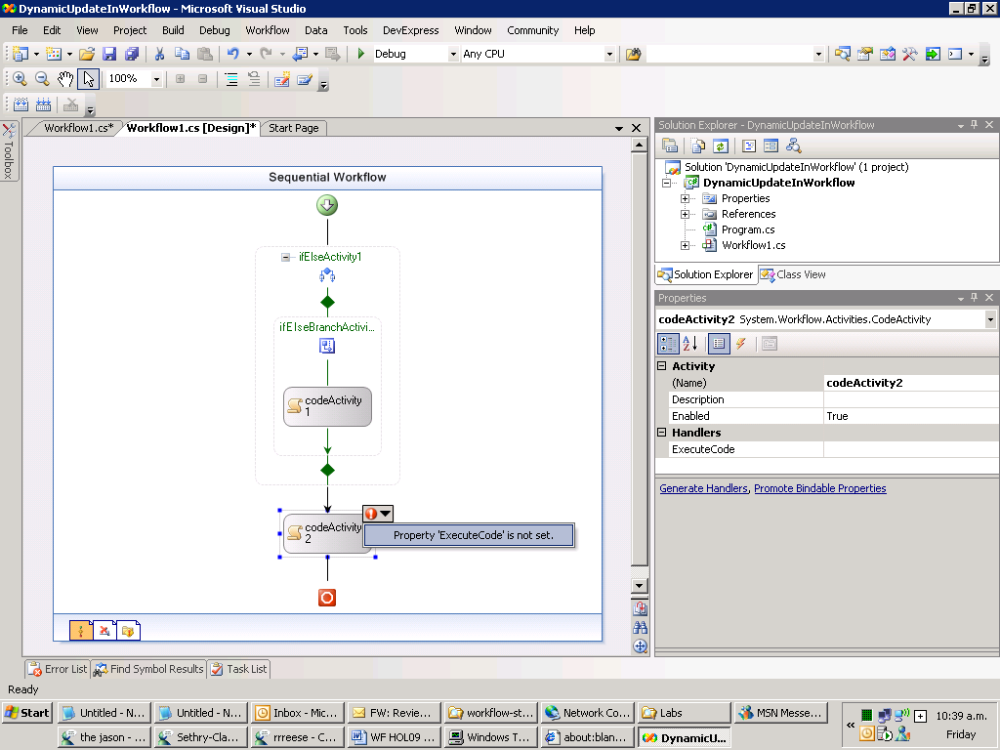 DynamicUpdateInWorkflow - Microsoft Visual Studio
File Edit View Project Build Debug Workflow Data Tools DevExpress Window Community Help
Debug Any CPU
100%
Toolbox
Workflow1.cs* Workflow1.cs [Design]* Start Page
Sequential Workflow
ifElseActivity1
ifElseBranchActivi...
codeActivity
1
codeActivity
2
Property 'ExecuteCode' is not set.
Solution Explorer - DynamicUpdateInWorkflow
Solution 'DynamicUpdateInWorkflow' (1 project)
DynamicUpdateInWorkflow
Properties
References
Program.cs
Workflow1.cs
Solution Explorer Class View
Properties
codeActivity2 System.Workflow.Activities.CodeActivity
Activity
(Name) codeActivity2
Description
Enabled True
Handlers
ExecuteCode
Generate Handlers, Promote Bindable Properties
Error List Find Symbol Results Task List
Ready
Start Untitled - N... Untitled - N... Inbox - Mic... FW: Revie... workflow-st... Network Co... Labs MSN Messe...
the jason - ... Sethry-Cla... rrreese - C... WF HOL09 ... Windows T... about:blan... DynamicU...
10:39 a.m.
Friday